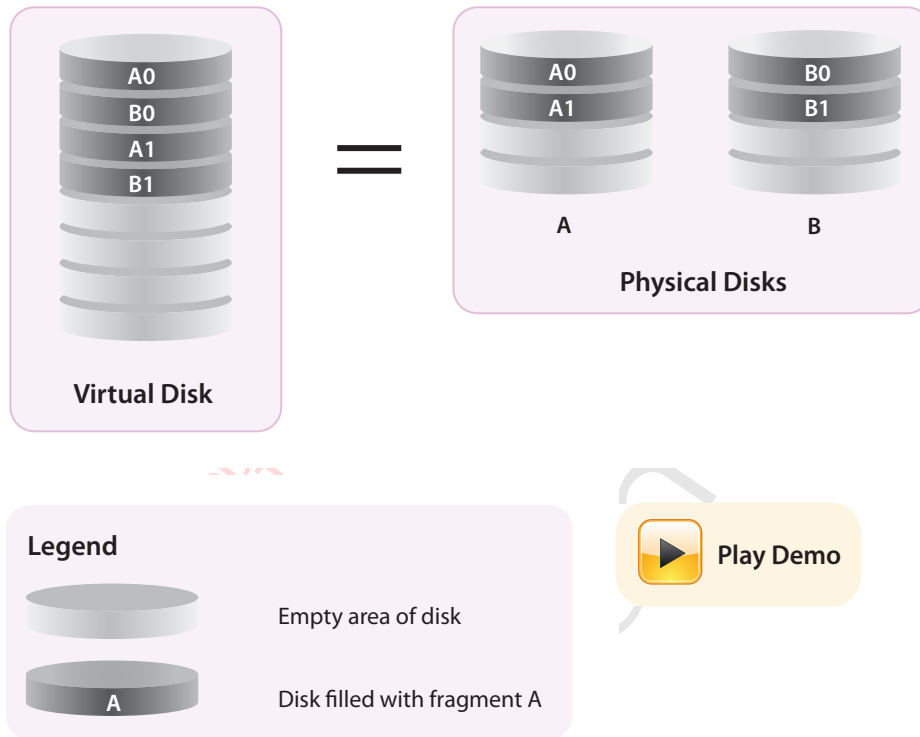 A0
B0
A1
B1
Virtual Disk
=
A0
A1
A
B0
B1
B
Physical Disks
Legend
Empty area of disk
A
Disk filled with fragment A
Play Demo